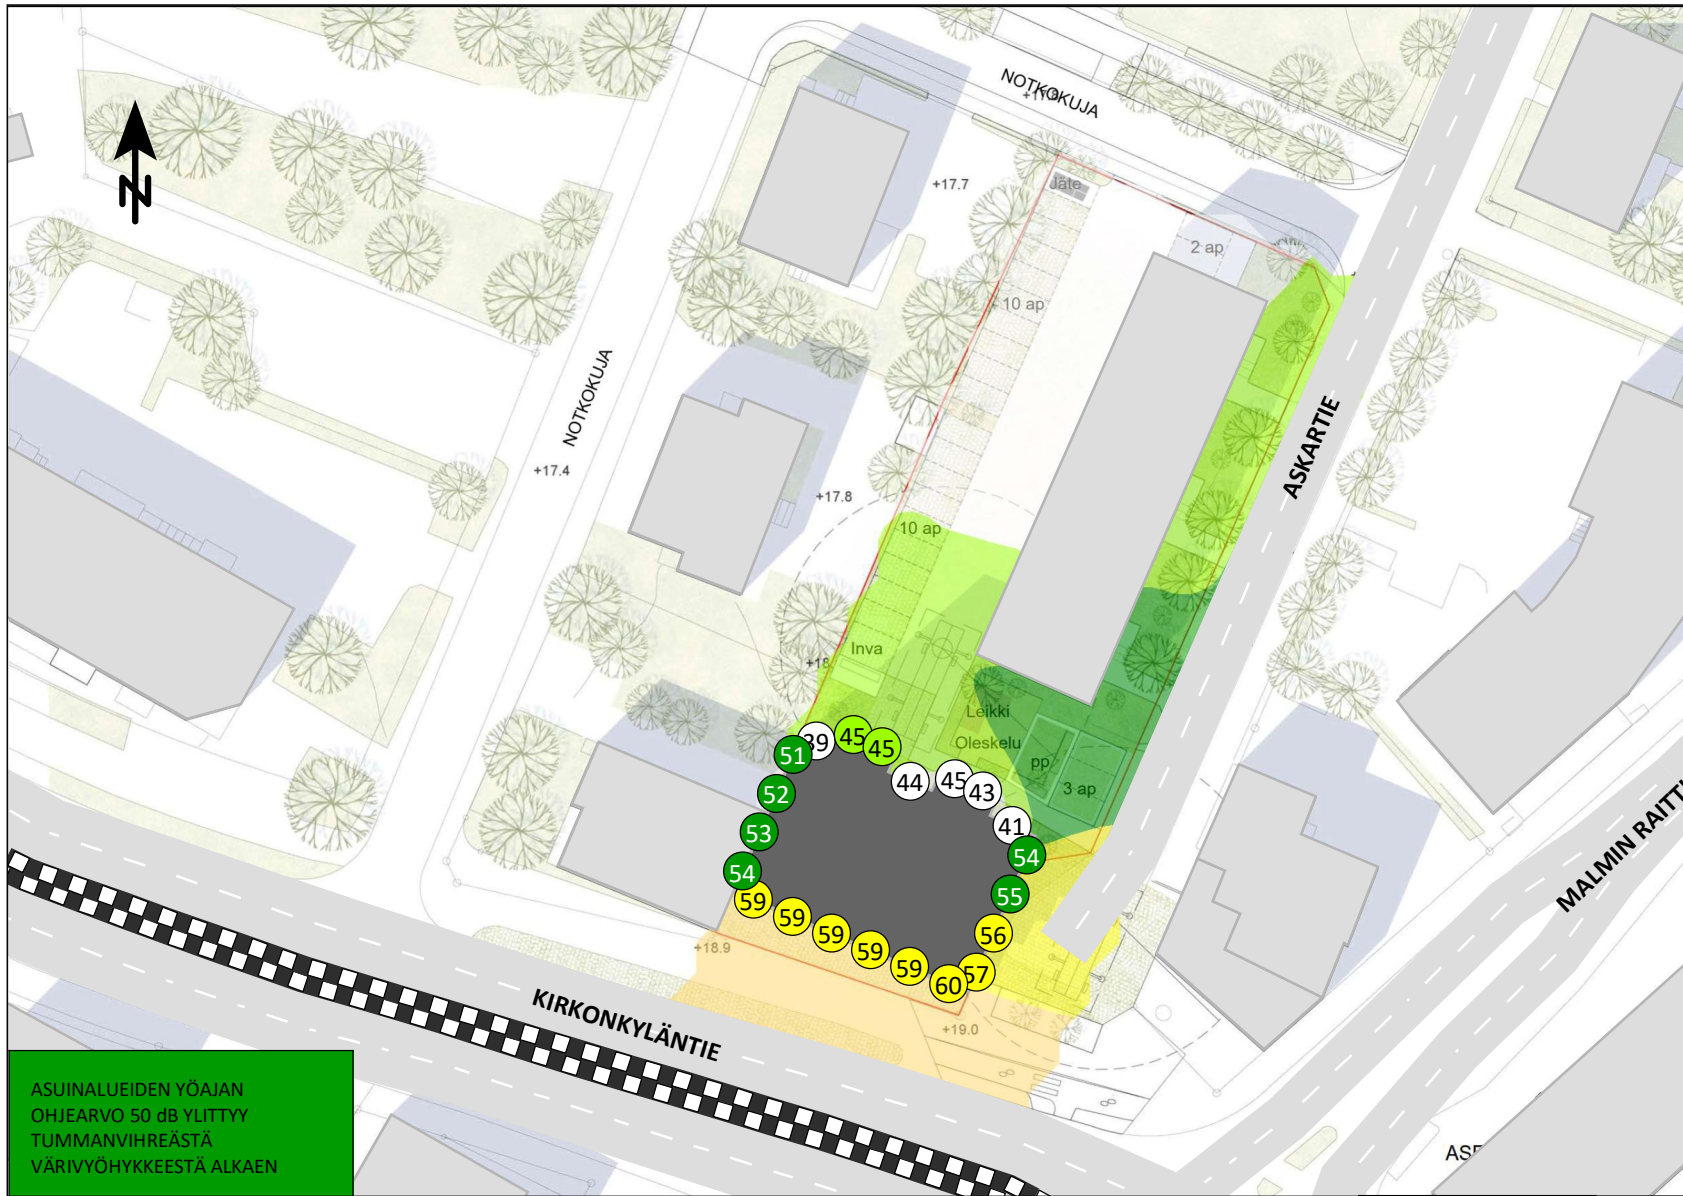 NOTKOKUJA
+17.7
Jäte
2 ap
10 ap
NOTKOKUJA
+17.4
+17.8
10 ap
ASKARTIE
Inva
+18
Leikki
Oleskelu
pp
3 ap
51
39
45
45
44
45
43
41
52
53
54
54
55
56
57
59
59
59
59
59
60
+18.9
+19.0
KIRKONKYLÄNTIE
MALMIN RAITTI
ASUINALUEIDEN YÖAJAN
OHJEARVO 50 dB YLITTYY
TUMMANVIHREÄSTÄ
VÄRIVYÖHYKKEESTÄ ALKAEN